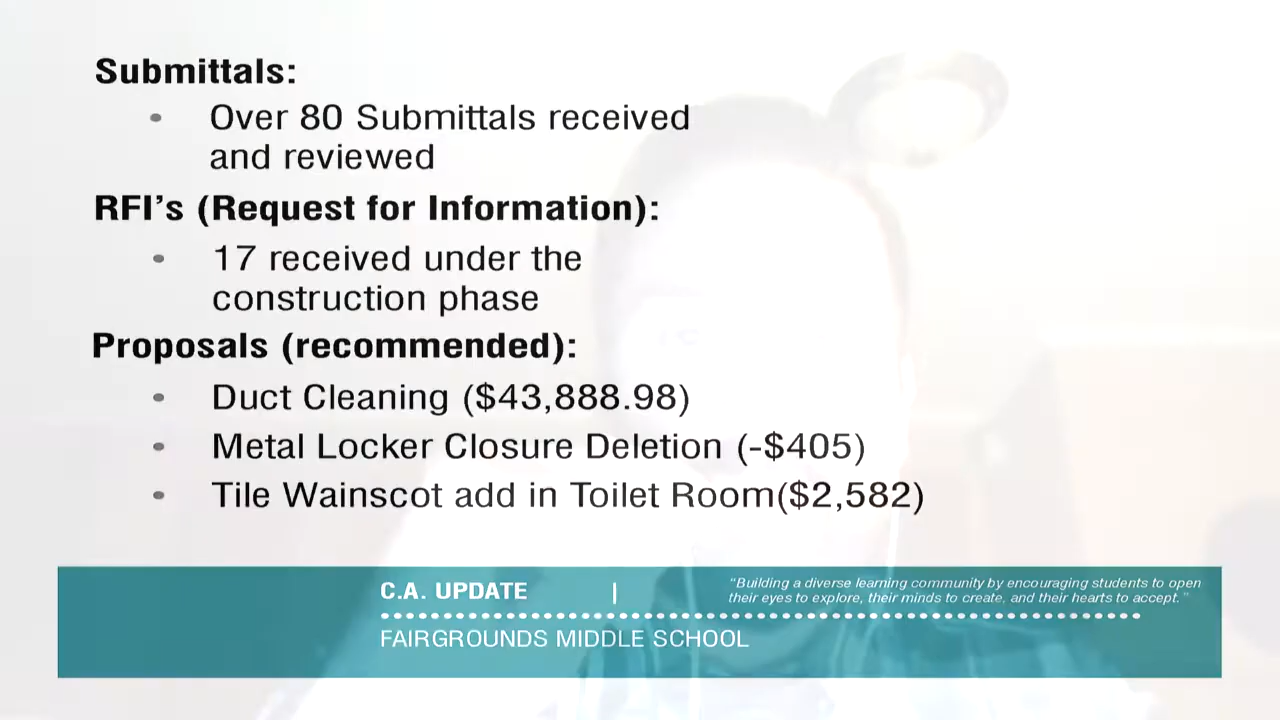 Submittals:
• Over 80 Submittals received
and reviewed
RFI's (Request for Information):
• 17 received under the
construction phase
Proposals (recommended):
• Duct Cleaning ($43,888.98)
• Metal Locker Closure Deletion (-$405)
• Tile Wainscot add in Toilet Room($2,582)
C.A. UPDATE |
"Building a diverse learning community by encouraging students to open
their eyes to explore, their minds to create, and their hearts to accept."
FAIRGROUNDS MIDDLE SCHOOL